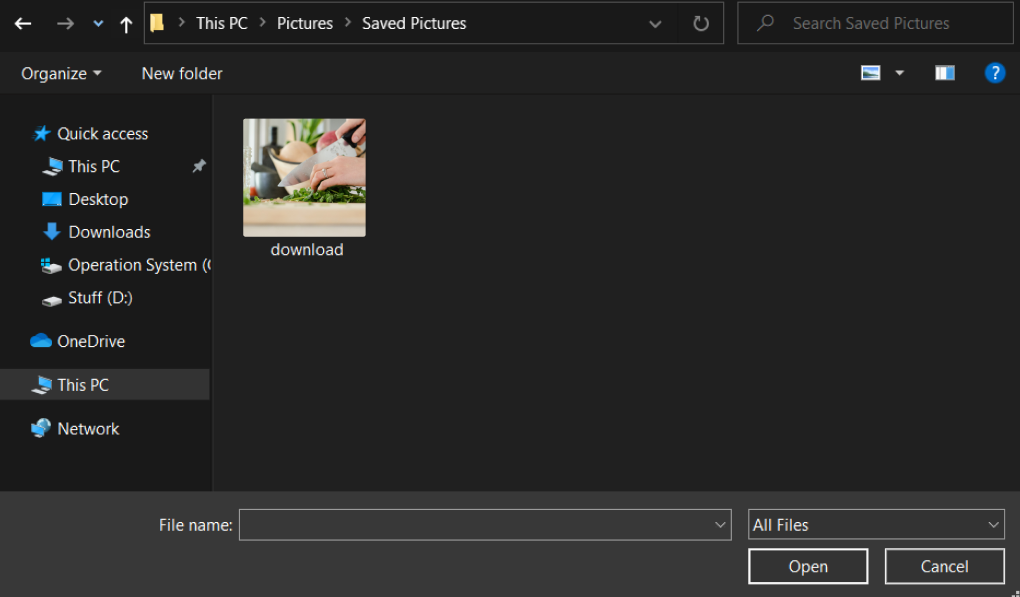 This PC Pictures Saved Pictures
Search Saved Pictures
Organize
New folder
?
Quick access
This PC
Desktop
Downloads
Operation System (
Stuff (D:)
OneDrive
This PC
Network
download
File name:
All Files
Open
Cancel